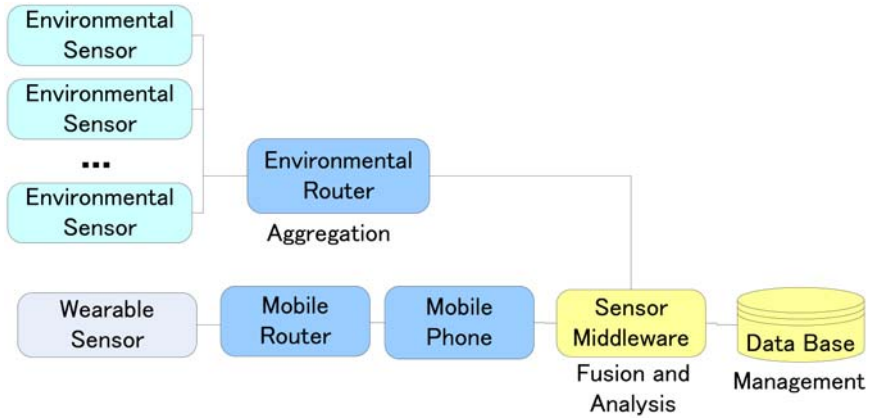 Environmental
Sensor
Environmental
Sensor
...
Environmental
Sensor
Environmental
Router
Aggregation
Wearable
Sensor
Mobile
Router
Mobile
Phone
Sensor
Middleware
Fusion and
Analysis
Data Base
Management